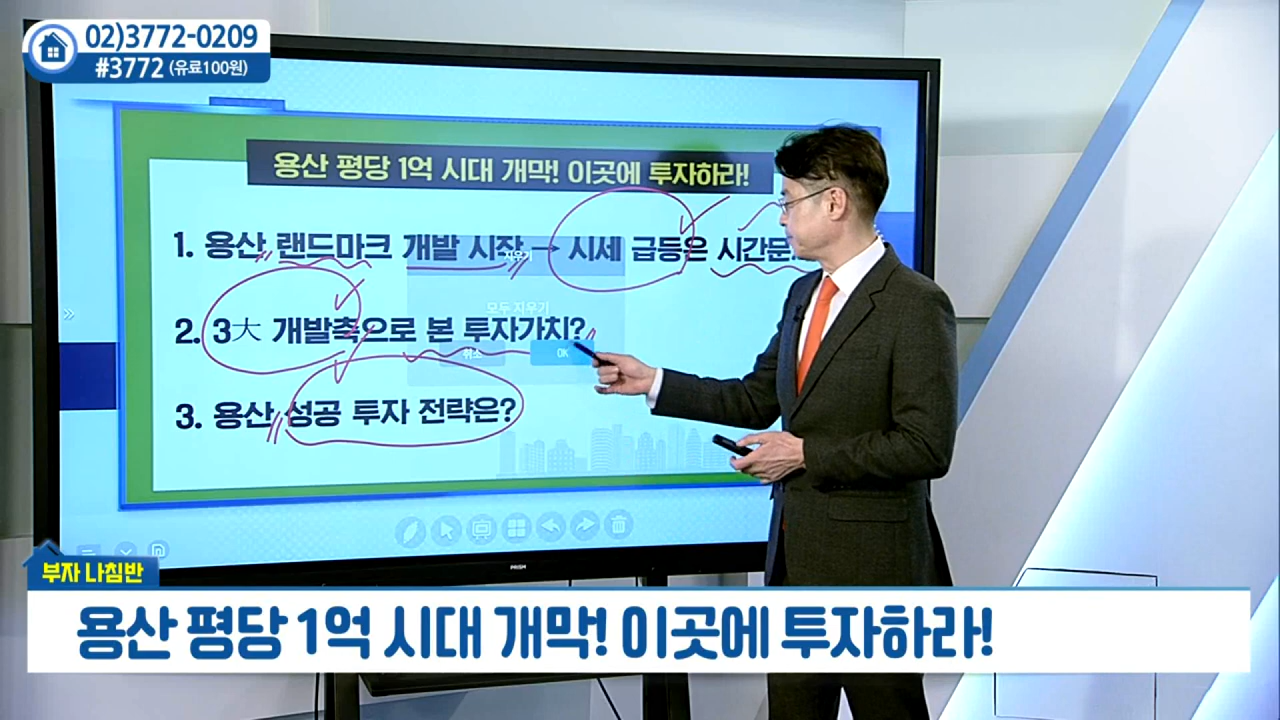 02)3772-0209
#3772 (유료100원)
용산 평당 1억 시대 개막! 이곳에 투자하라!
1. 용산 랜드마크 개발 시작 → 시세 급등은 시간문
지우기
모두 지우기
2. 3大 개발축으로 본 투자가치?
취소 OK
3. 용산 성공 투자 전략은?
PRISM
부자 나침반
용산 평당 1억 시대 개막! 이곳에 투자하라!